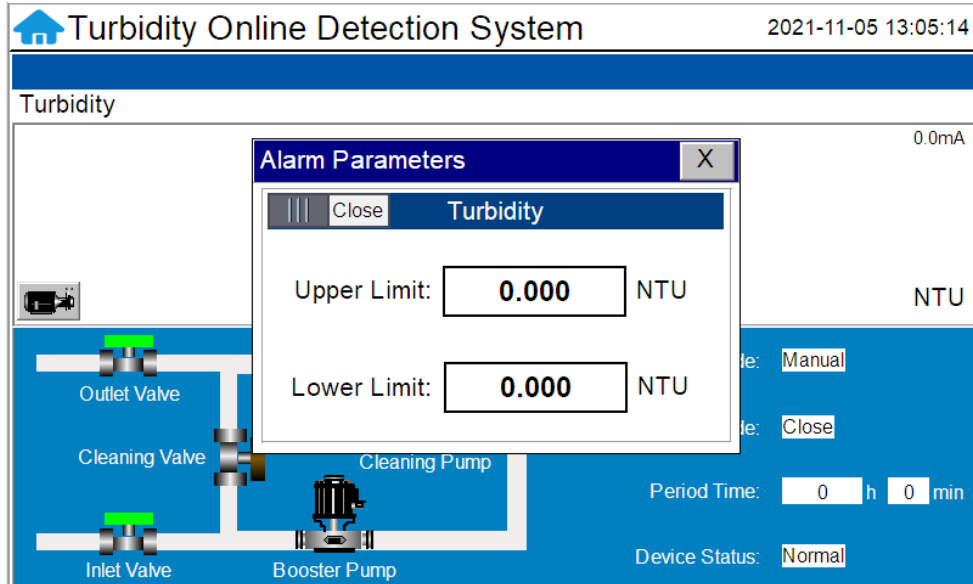 Turbidity Online Detection System
2021-11-05 13:05:14
Turbidity
0.0mA
Alarm Parameters
X
Close
Turbidity
Upper Limit: 0.000 NTU
Lower Limit: 0.000 NTU
NTU
Outlet Valve
Cleaning Valve
Cleaning Pump
Inlet Valve
Booster Pump
de: Manual
de: Close
Period Time: 0 h 0 min
Device Status: Normal